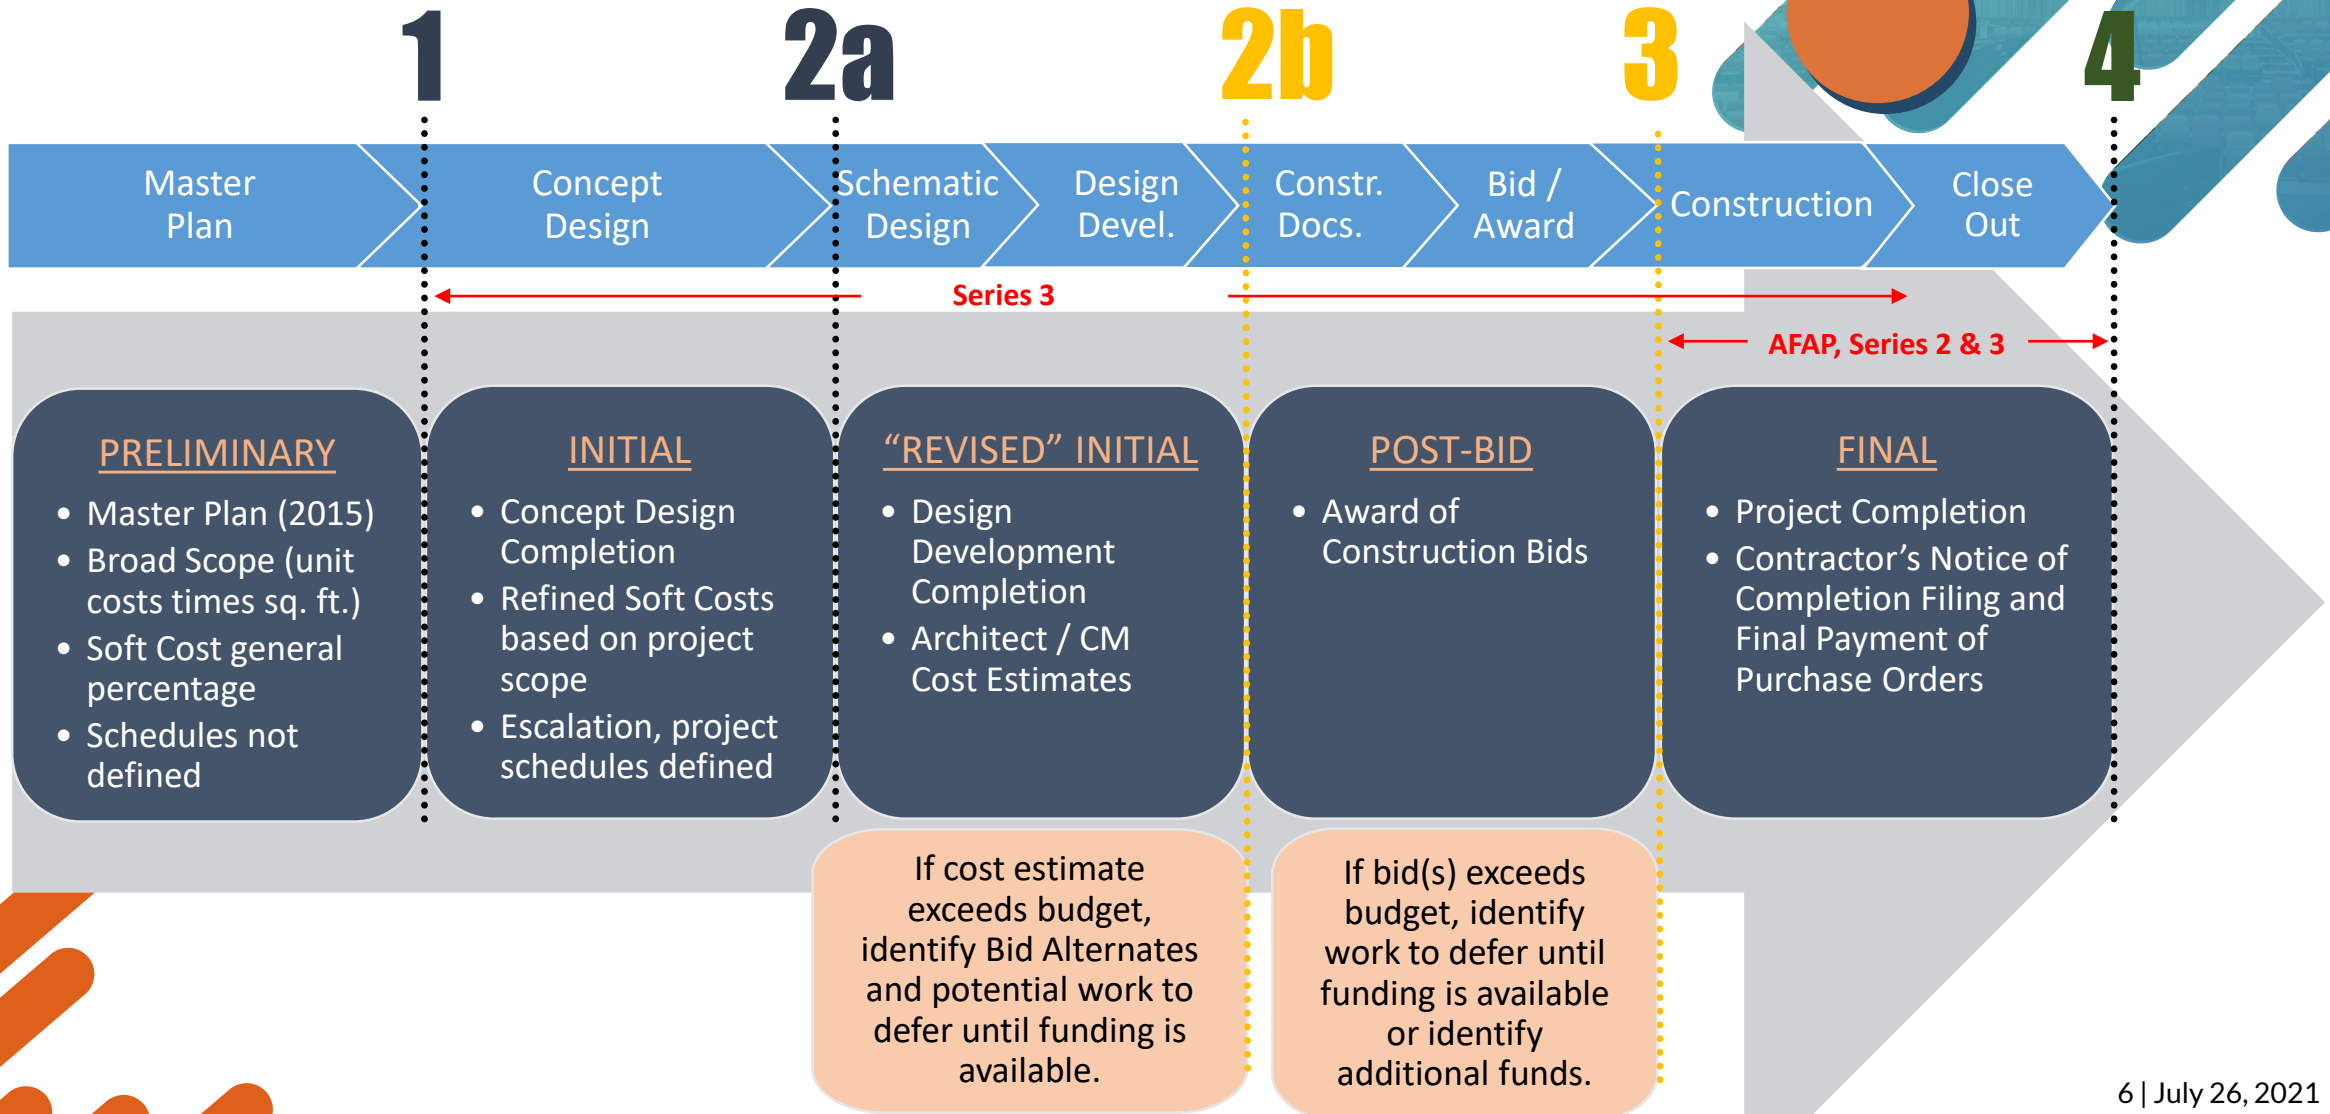 1
2a
2b
3
4
Master
Plan
Concept
Design
Schematic
Design
Design
Devel.
Constr.
Docs.
Bid /
Award
Construction
Close
Out
Series 3
AFAP, Series 2 & 3
PRELIMINARY
• Master Plan (2015)
• Broad Scope (unit
costs times sq. ft.)
• Soft Cost general
percentage
• Schedules not
defined
INITIAL
• Concept Design
Completion
• Refined Soft Costs
based on project
scope
• Escalation, project
schedules defined
“REVISED” INITIAL
• Design
Development
Completion
• Architect / CM
Cost Estimates
POST-BID
• Award of
Construction Bids
FINAL
• Project Completion
• Contractor’s Notice of
Completion Filing and
Final Payment of
Purchase Orders
If cost estimate
exceeds budget,
identify Bid Alternates
and potential work to
defer until funding is
available.
If bid(s) exceeds
budget, identify
work to defer until
funding is available
or identify
additional funds.
6 | July 26, 2021